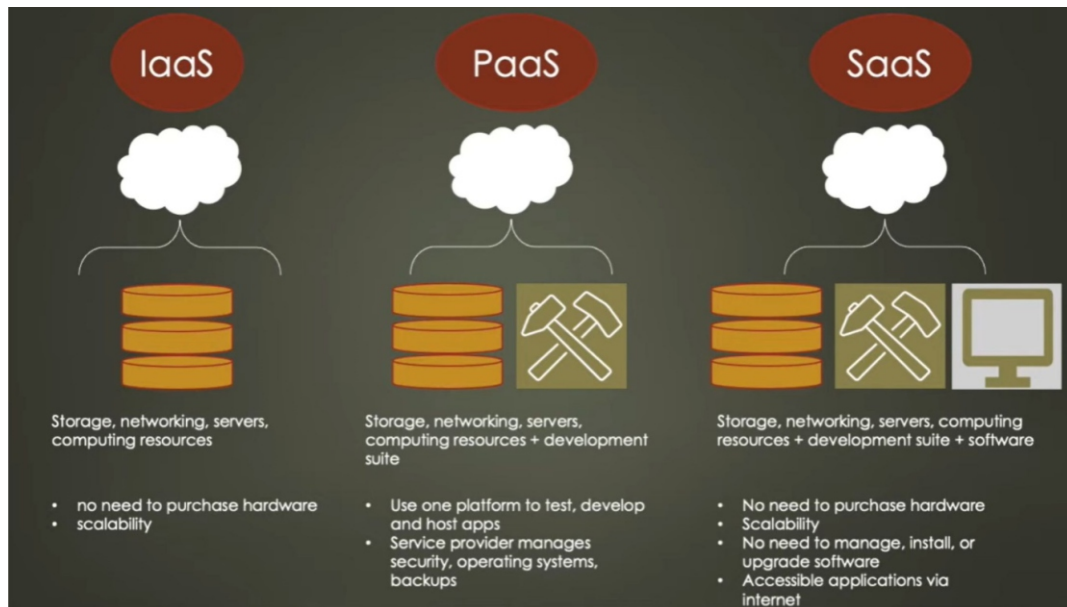 IaaS
Storage, networking, servers,
computing resources
• no need to purchase hardware
• scalability
PaaS
Storage, networking, servers,
computing resources + development
suite
• Use one platform to test, develop
and host apps
• Service provider manages
security, operating systems,
backups
SaaS
Storage, networking, servers, computing
resources + development suite + software
• No need to purchase hardware
• Scalability
• No need to manage, install, or
upgrade software
• Accessible applications via
internet